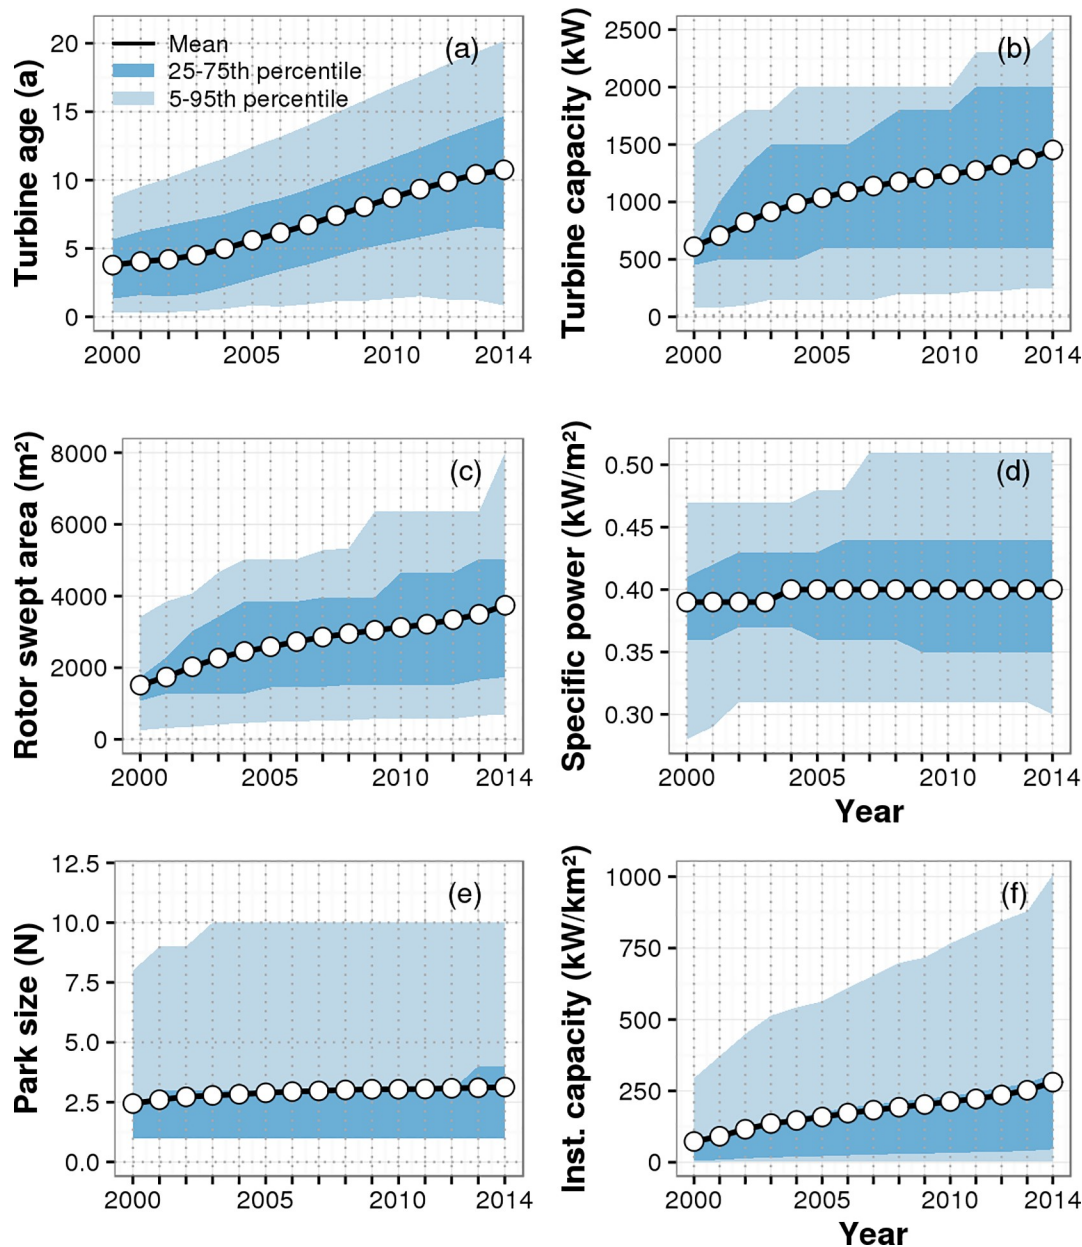 Turbine age (a)
20
15
10
5
0
Mean
25-75th percentile
5-95th percentile
(a)
2000 2005 2010 2014
Turbine capacity (kW)
2500
2000
1500
1000
500
0
(b)
2000 2005 2010 2014
Rotor swept area (m²)
8000
6000
4000
2000
0
(c)
2000 2005 2010 2014
Specific power (kW/m²)
0.50
0.45
0.40
0.35
0.30
(d)
2000 2005 2010 2014
Year
Park size (N)
12.5
10.0
7.5
5.0
2.5
0.0
(e)
2000 2005 2010 2014
Inst. capacity (kW/km²)
1000
750
500
250
0
(f)
2000 2005 2010 2014
Year